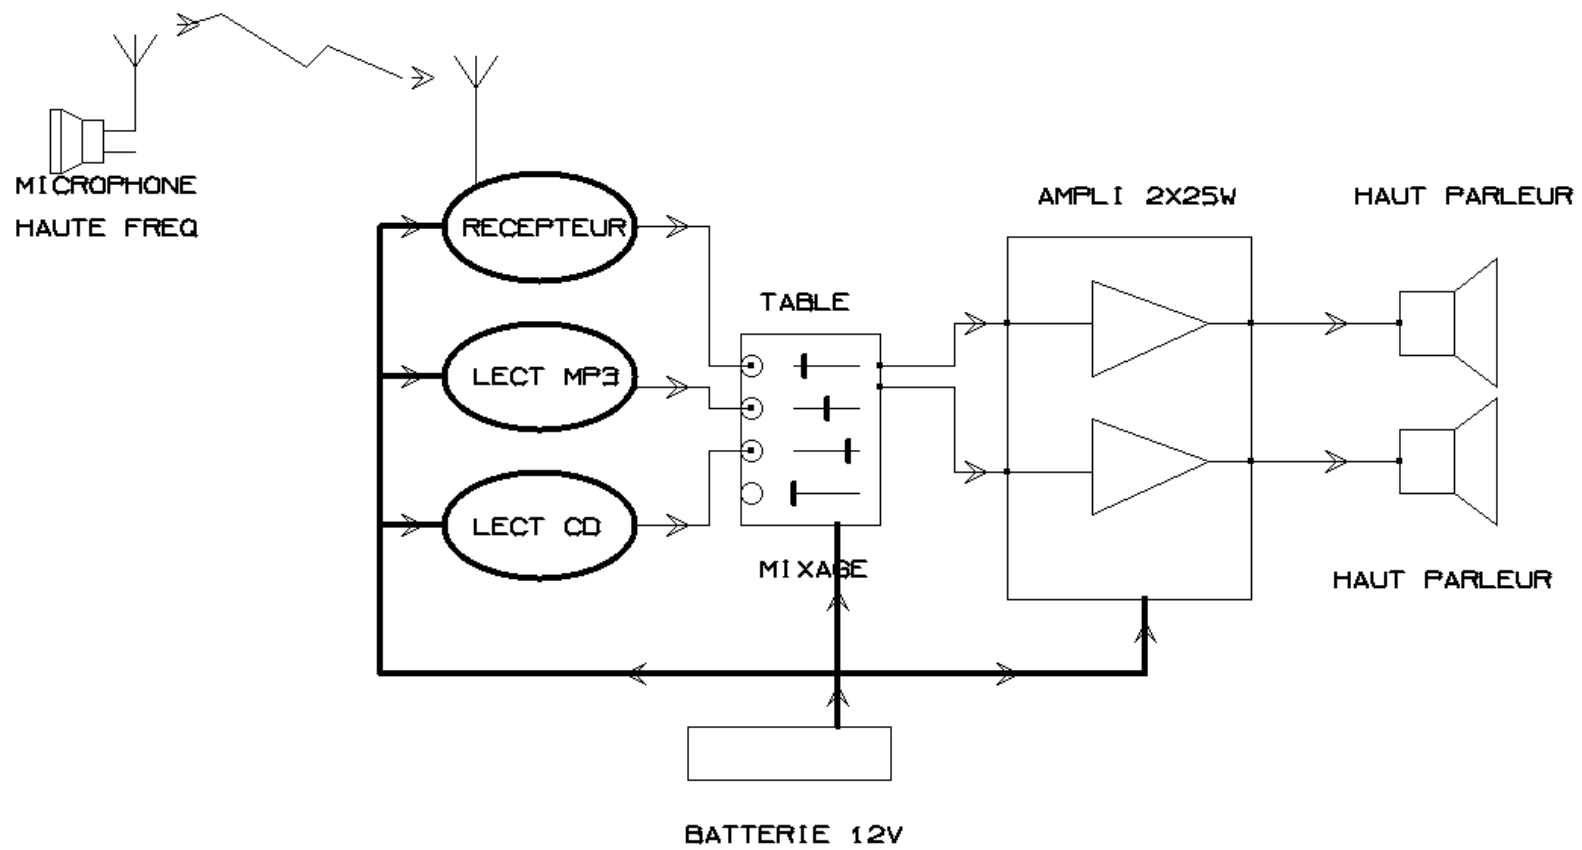 MICROPHONE
HAUTE FREQ
RECEPTEUR
LECT MP3
LECT CD
TABLE
MIXAGE
AMPLI 2X25W
HAUT PARLEUR
HAUT PARLEUR
BATTERIE 12V